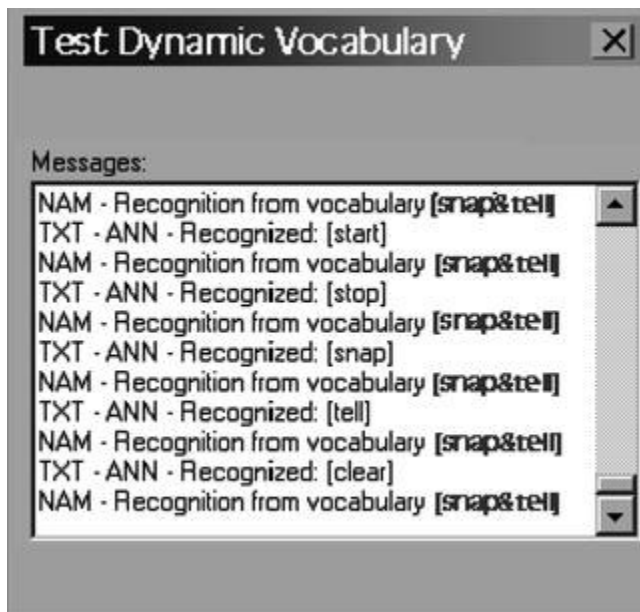 Test Dynamic Vocabulary
Messages:
NAM - Recognition from vocabulary [snap&tell]
TXT - ANN - Recognized: [start]
NAM - Recognition from vocabulary [snap&tell]
TXT - ANN - Recognized: [stop]
NAM - Recognition from vocabulary [snap&tell]
TXT - ANN - Recognized: [snap]
NAM - Recognition from vocabulary [snap&tell]
TXT - ANN - Recognized: [tell]
NAM - Recognition from vocabulary [snap&tell]
TXT - ANN - Recognized: [clear]
NAM - Recognition from vocabulary [snap&tell]